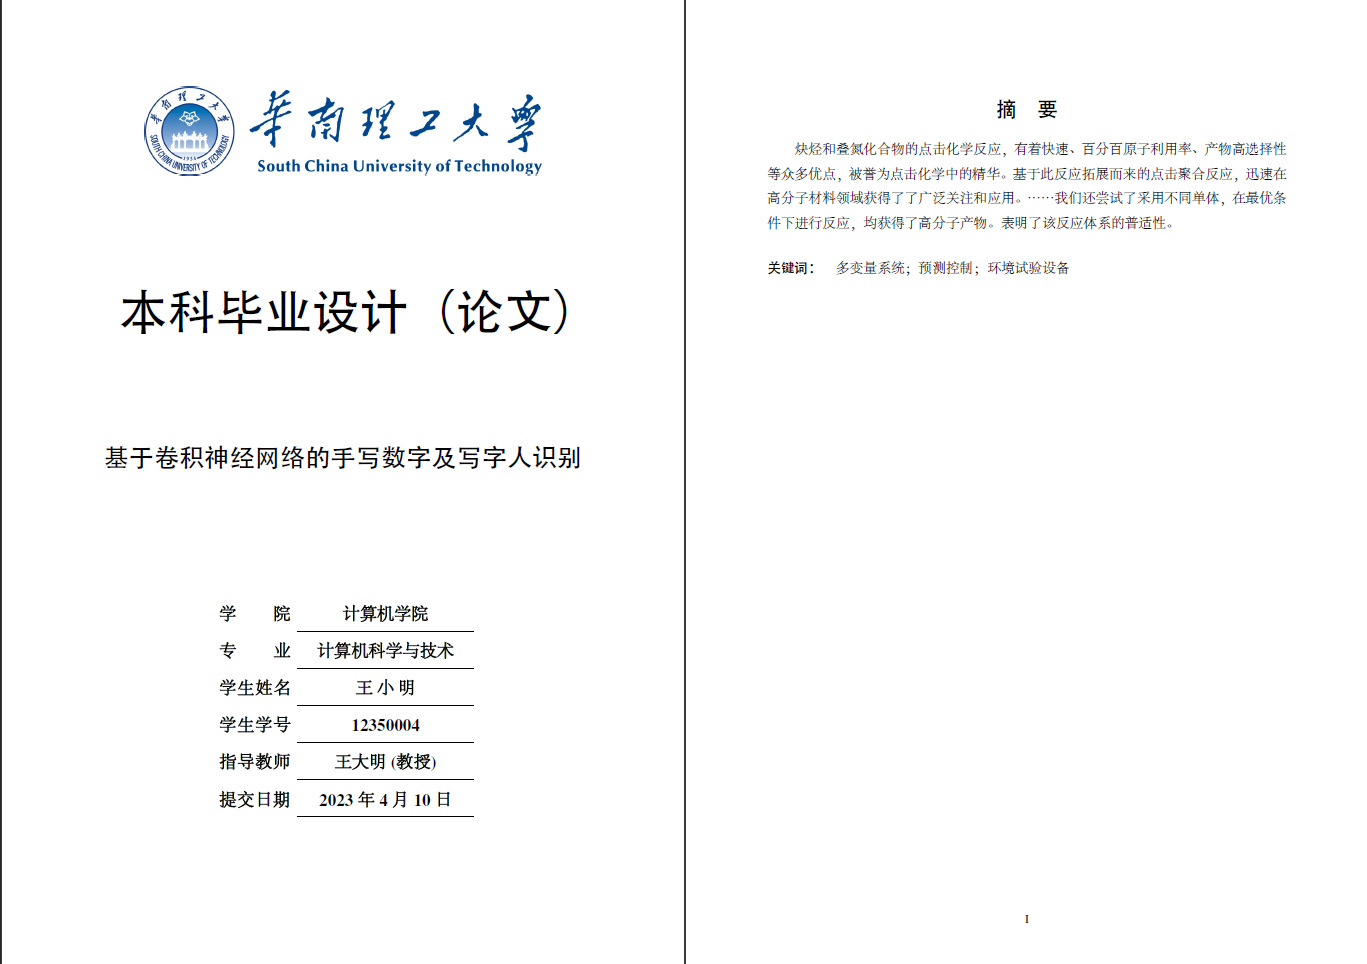 華南理工大學
South China University of Technology
华南理工大学
SOUTH CHINA UNIVERSITY OF TECHNOLOGY
1934
本科毕业设计（论文）
基于卷积神经网络的手写数字及写字人识别
学 院 计算机学院
专 业 计算机科学与技术
学生姓名 王 小 明
学生学号 12350004
指导教师 王大明 (教授)
提交日期 2023 年 4 月 10 日
摘 要
炔烃和叠氮化合物的点击化学反应，有着快速、百分百原子利用率、产物高选择性
等众多优点，被誉为点击化学中的精华。基于此反应拓展而来的点击聚合反应，迅速在
高分子材料领域获得了了广泛关注和应用。……我们还尝试了采用不同单体，在最优条
件下进行反应，均获得了高分子产物。表明了该反应体系的普适性。
关键词： 多变量系统；预测控制；环境试验设备
I